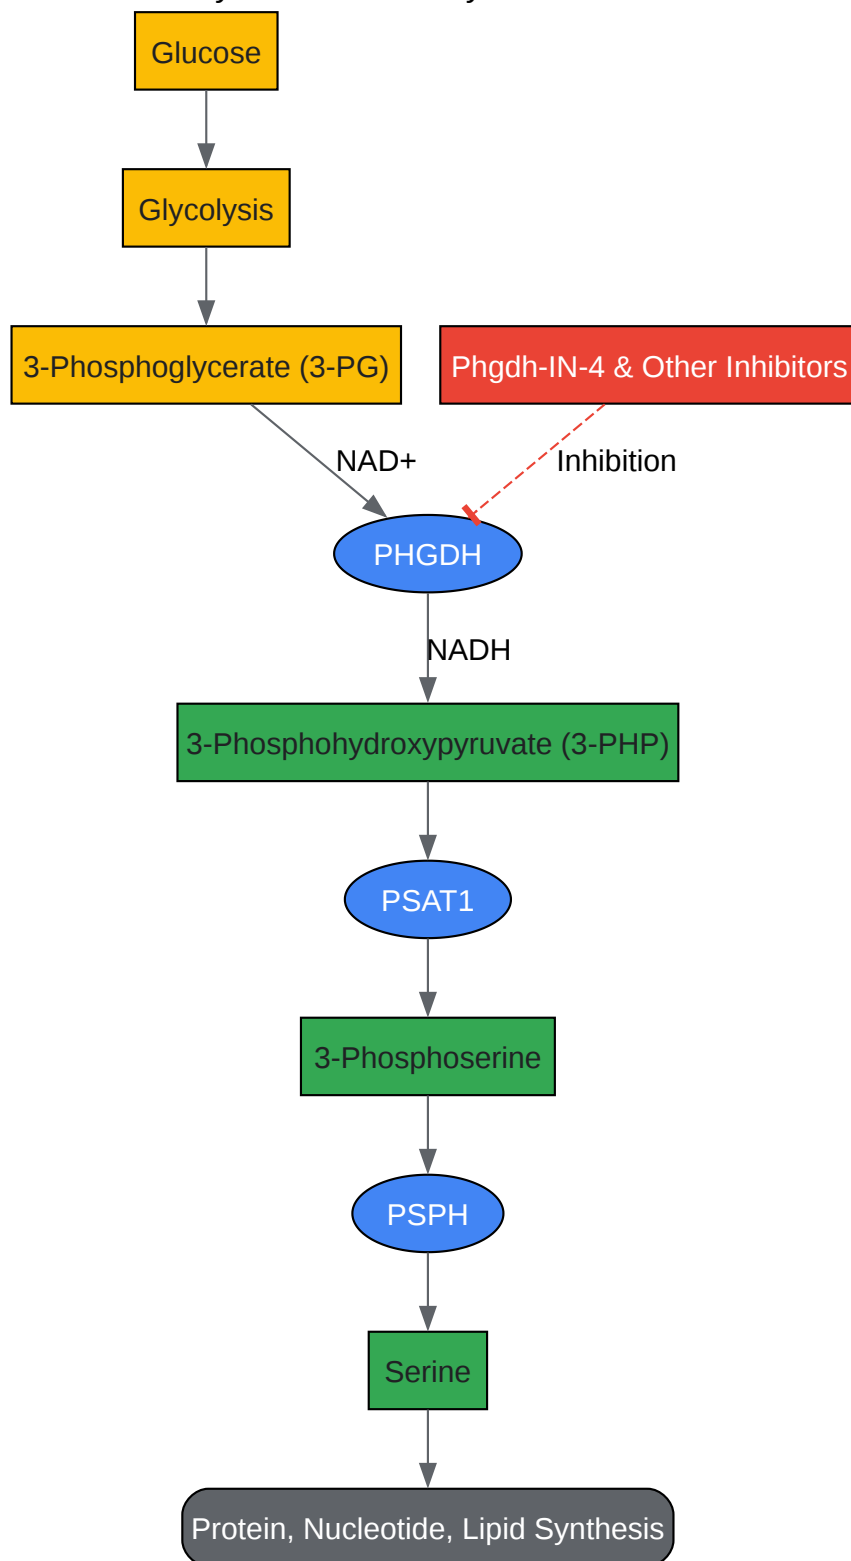 Glucose
Glycolysis
3-Phosphoglycerate (3-PG)
Phgdh-IN-4 & Other Inhibitors
NAD+
Inhibition
PHGDH
NADH
3-Phosphohydroxypyruvate (3-PHP)
PSAT1
3-Phosphoserine
PSPH
Serine
Protein, Nucleotide, Lipid Synthesis